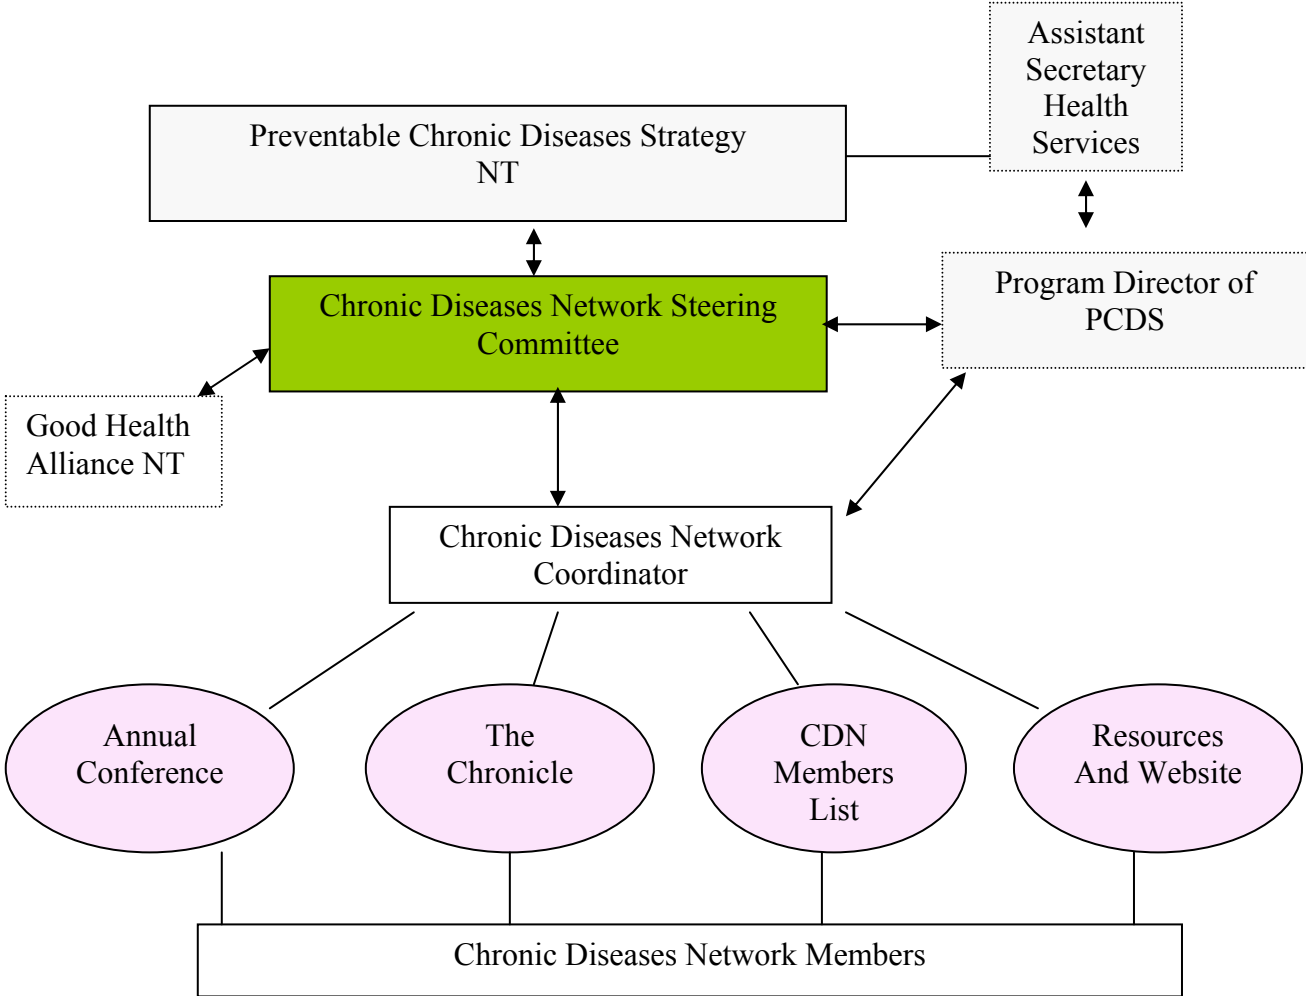 Assistant
Secretary
Health
Services
Preventable Chronic Diseases Strategy
NT
Program Director of
PCDS
Chronic Diseases Network Steering
Committee
Good Health
Alliance NT
Chronic Diseases Network
Coordinator
Annual
Conference
The
Chronicle
CDN
Members
List
Resources
And Website
Chronic Diseases Network Members